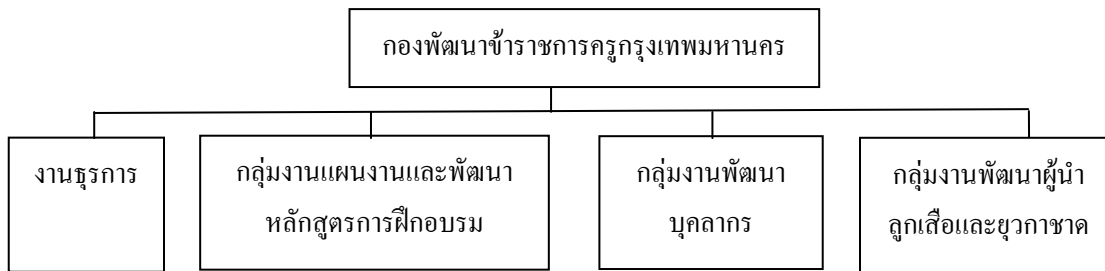 กองพัฒนาข้าราชการครูกรุงเทพมหานคร
งานธุรการ
กลุ่มงานแผนงานและพัฒนา
หลักสูตรการฝึกอบรม
กลุ่มงานพัฒนา
บุคลากร
กลุ่มงานพัฒนาผู้นำ
ลูกเสือและยุวกาชาด